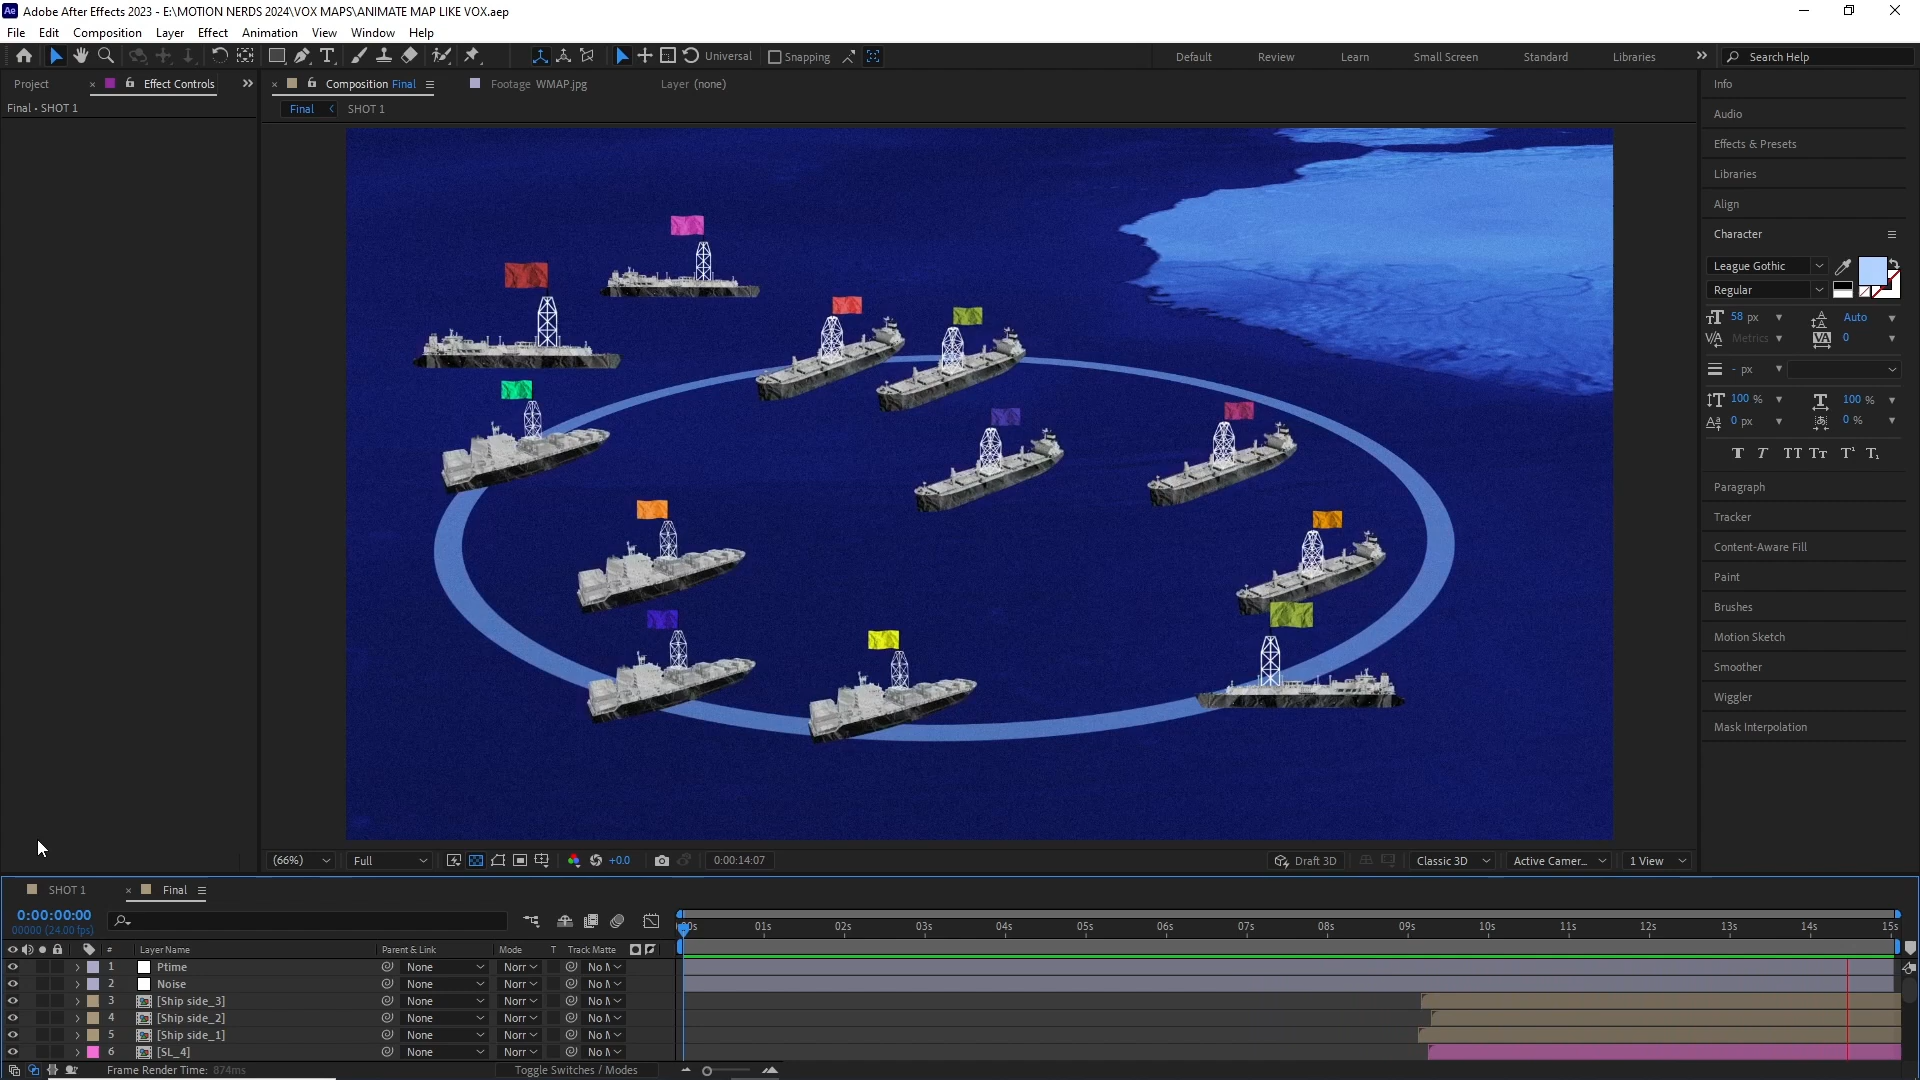 Adobe After Effects 2023 - E:\MOTION NERDS 2024\VOX MAPS\ANIMATE MAP LIKE VOX.aep
File Edit Composition Layer Effect Animation View Window Help
Universal Snapping Default Review Learn Small Screen Standard Libraries Search Help
Project Effect Controls Composition Final Footage WMAP.jpg Layer (none)
Final • SHOT 1
Final SHOT 1
Info
Audio
Effects & Presets
Libraries
Align
Character
League Gothic
Regular
58 px Auto
Metrics 0
- px
100 % 100 %
0 px 0 %
Paragraph
Tracker
Content-Aware Fill
Paint
Brushes
Motion Sketch
Smoother
Wiggler
Mask Interpolation
(66%) Full +0.0 0:00:14:07 Draft 3D Classic 3D Active Camer... 1 View
SHOT 1 Final
0:00:00:00
00000 (24.00 fps)
01s 02s 03s 04s 05s 06s 07s 08s 09s 10s 11s 12s 13s 14s 15s
# Layer Name Parent & Link Mode T Track Matte
1 Ptime None Norr No M
2 Noise None Norr No M
3 [Ship side_3] None Norr No M
4 [Ship side_2] None Norr No M
5 [Ship side_1] None Norr No M
6 [SL_4] None Norr No M
Frame Render Time: 874ms Toggle Switches / Modes